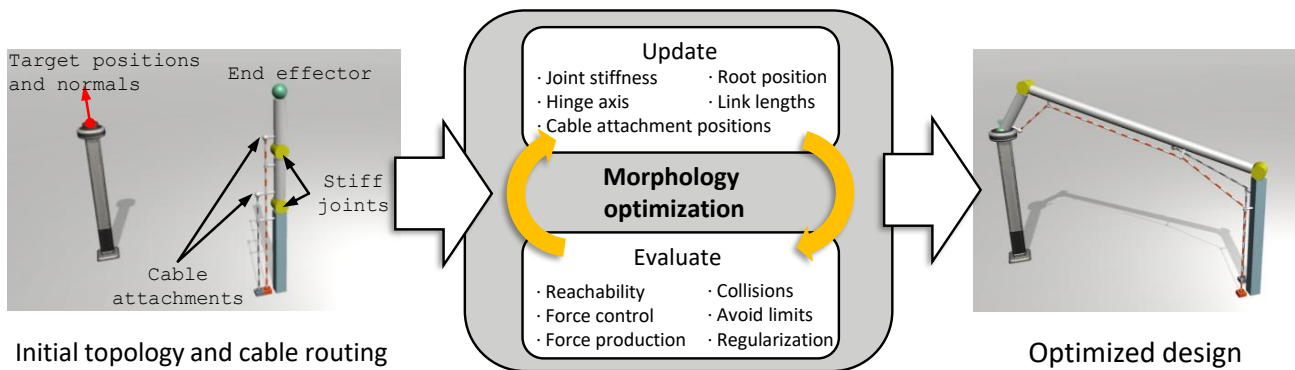 Target positions
and normals
End effector
Stiff
joints
Cable
attachments
Initial topology and cable routing
Update
· Joint stiffness
· Root position
· Hinge axis
· Link lengths
· Cable attachment positions
Morphology
optimization
Evaluate
· Reachability
· Collisions
· Force control
· Avoid limits
· Force production
· Regularization
Optimized design